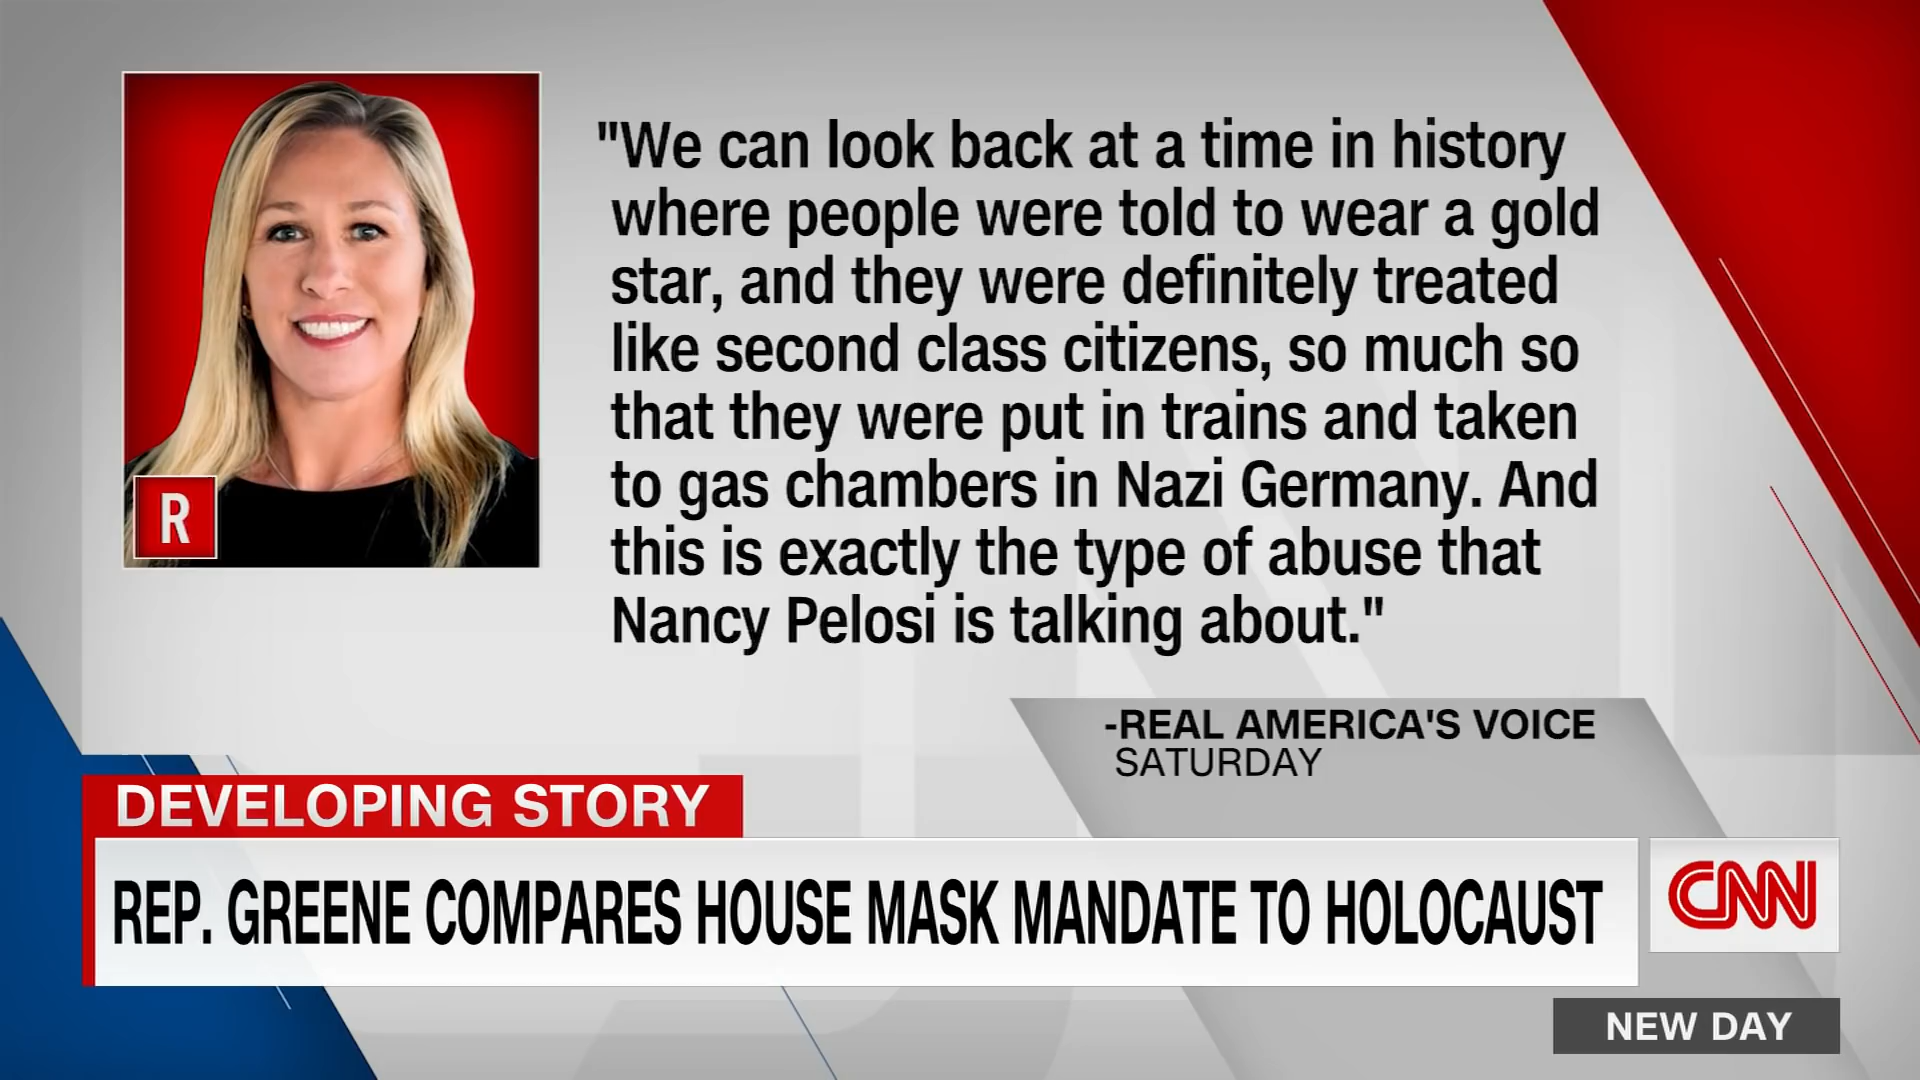 "We can look back at a time in history
where people were told to wear a gold
star, and they were definitely treated
like second class citizens, so much so
that they were put in trains and taken
to gas chambers in Nazi Germany. And
this is exactly the type of abuse that
Nancy Pelosi is talking about."
R
-REAL AMERICA'S VOICE
SATURDAY
DEVELOPING STORY
REP. GREENE COMPARES HOUSE MASK MANDATE TO HOLOCAUST
CNN
NEW DAY